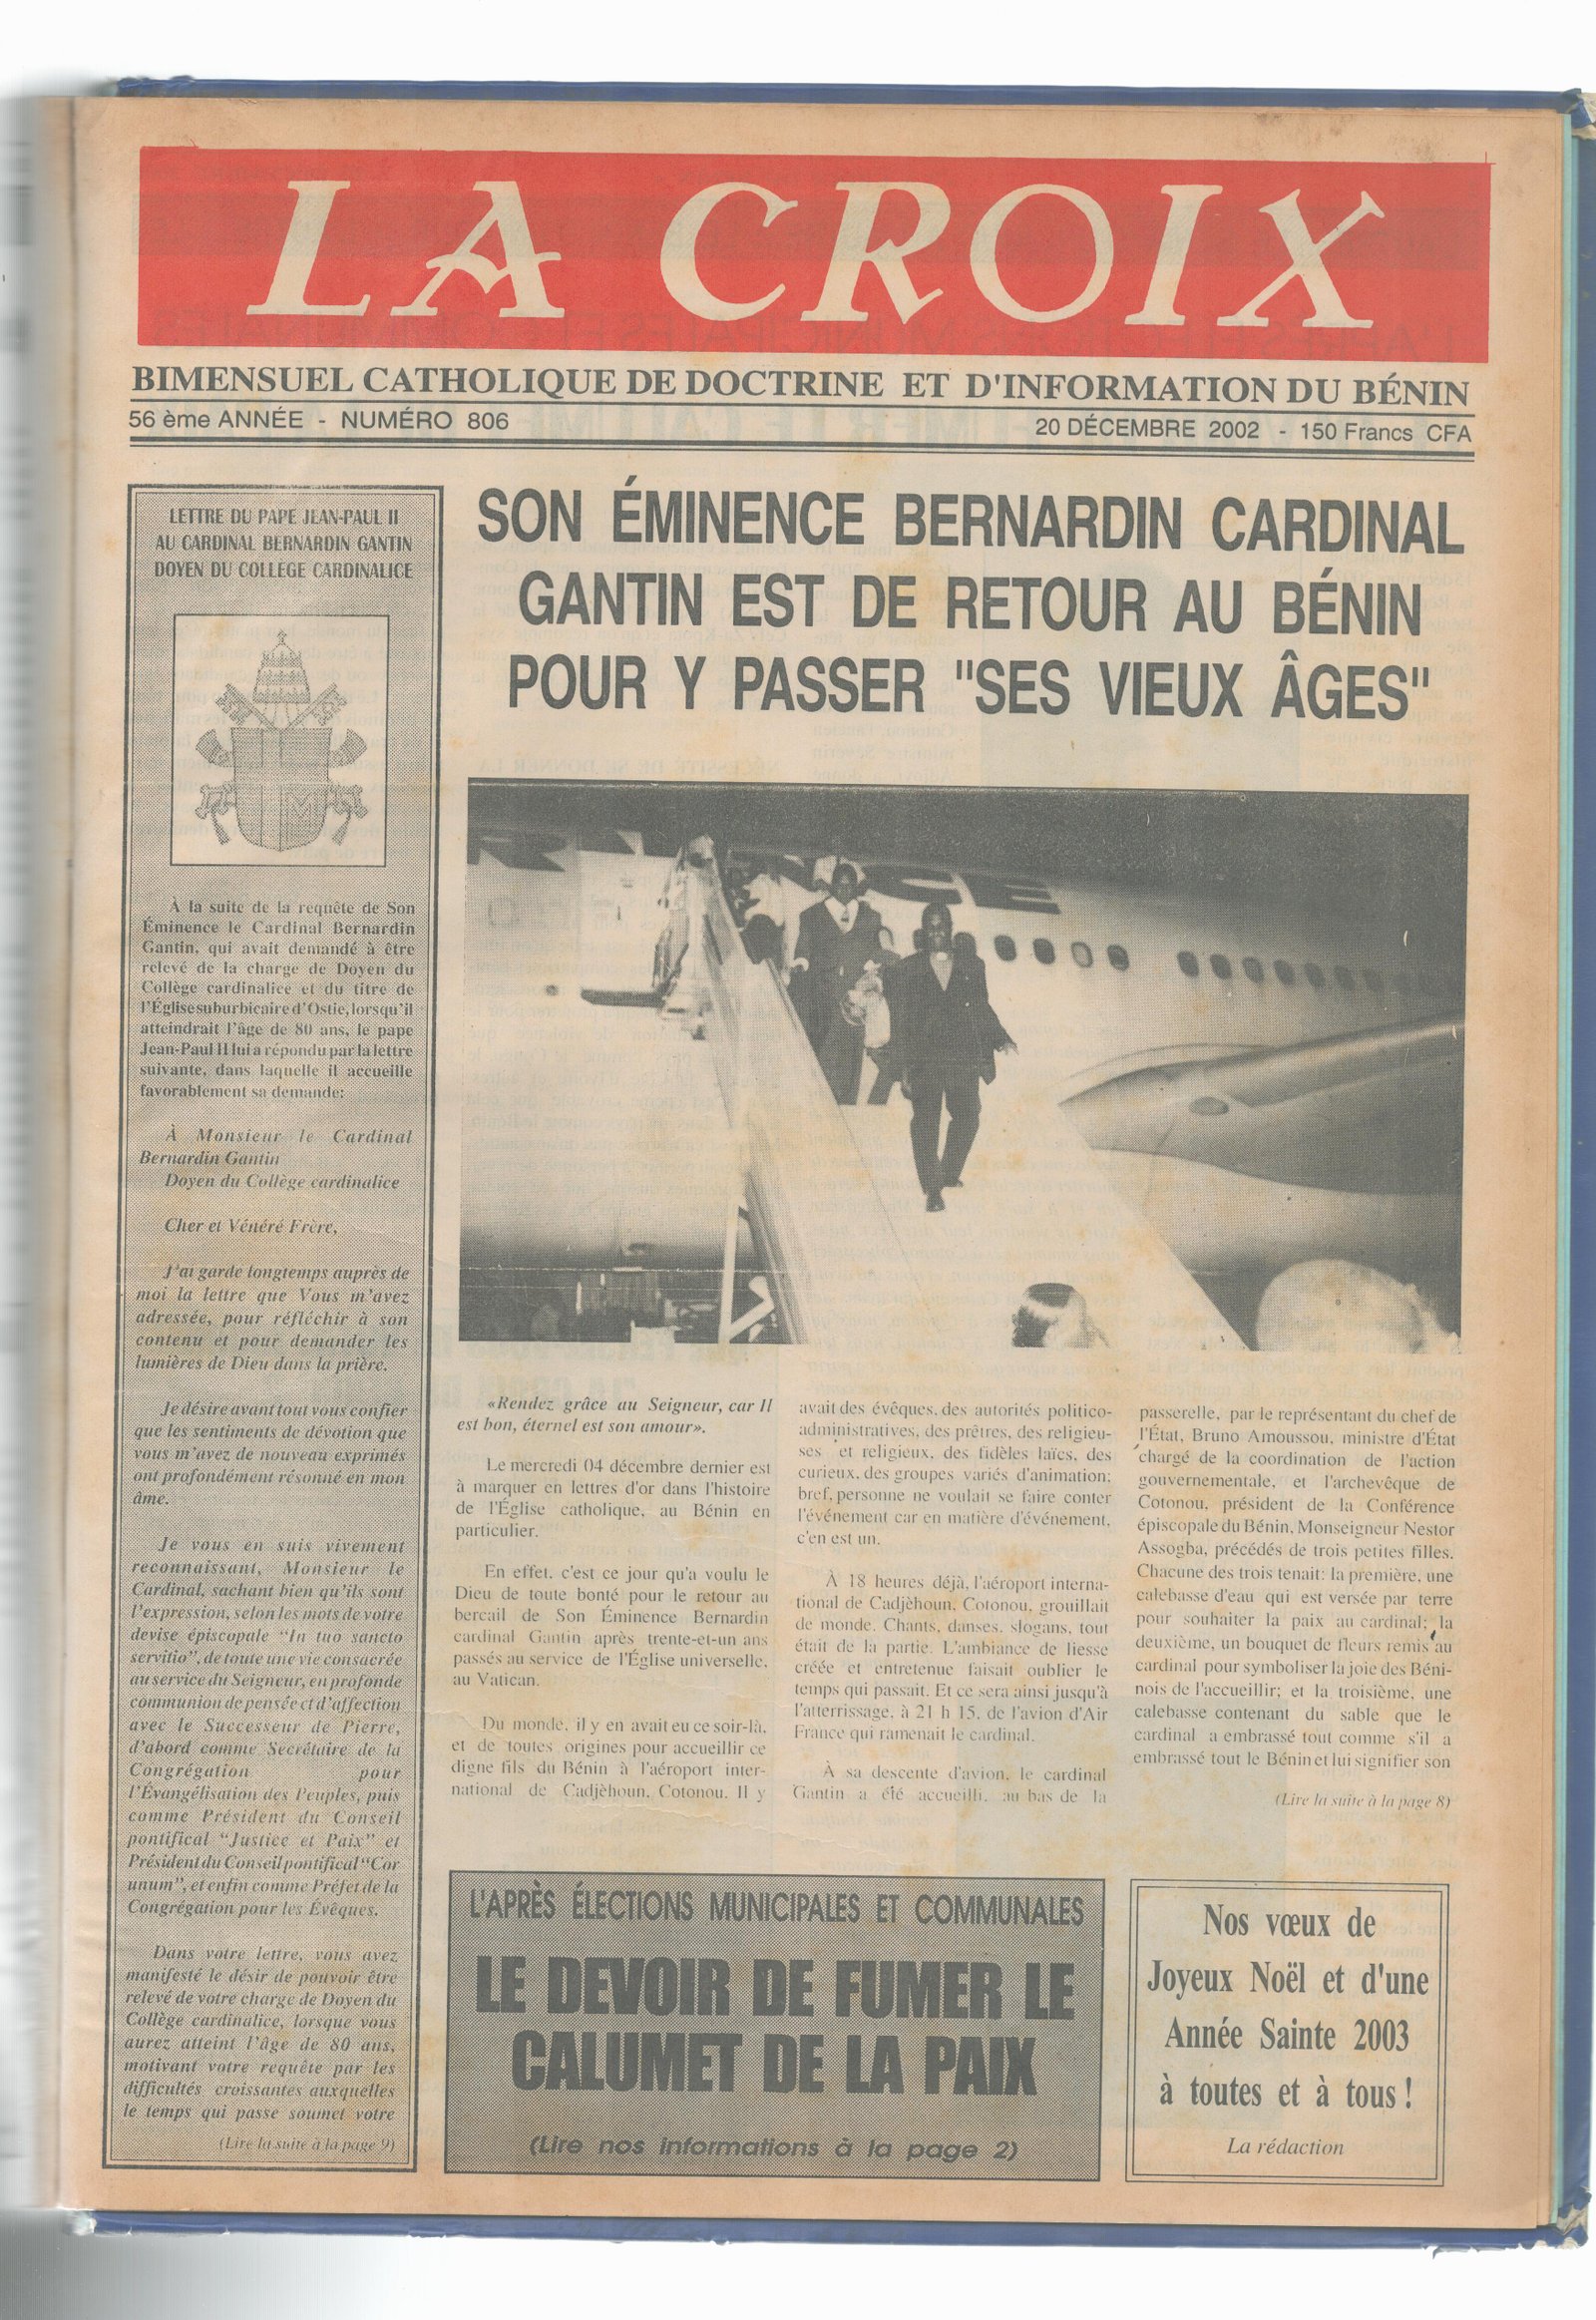 LA CROIX
BIMENSUEL CATHOLIQUE DE DOCTRINE ET D'INFORMATION DU BÉNIN
56 ème ANNÉE - NUMÉRO 806
20 DÉCEMBRE 2002 - 150 Francs CFA
LETTRE DU PAPE JEAN-PAUL II
AU CARDINAL BERNARDIN GANTIN
DOYEN DU COLLEGE CARDINALICE
À la suite de la requête de Son
Éminence le Cardinal Bernardin
Gantin, qui avait demandé à être
relevé de la charge de Doyen du
Collège cardinalice et du titre de
l'Église suburbicaire d'Ostie, lorsqu'il
atteindrait l'âge de 80 ans, le pape
Jean-Paul II lui a répondu par la lettre
suivante, dans laquelle il accueille
favorablement sa demande:
À Monsieur le Cardinal
Bernardin Gantin
Doyen du Collège cardinalice
Cher et Vénéré Frère,
J'ai garde longtemps auprès de
moi la lettre que Vous m'avez
adressée, pour réfléchir à son
contenu et pour demander les
lumières de Dieu dans la prière.
Je désire avant tout vous confier
que les sentiments de dévotion que
vous m'avez de nouveau exprimés
ont profondément résonné en mon
âme.
Je vous en suis vivement
reconnaissant, Monsieur le
Cardinal, sachant bien qu'ils sont
l'expression, selon les mots de votre
devise épiscopale "In tuo sancto
servitio", de toute une vie consacrée
au service du Seigneur, en profonde
communion de pensée et d'affection
avec le Successeur de Pierre,
d'abord comme Secrétaire de la
Congrégation pour
l'Évangélisation des Peuples, puis
comme Président du Conseil
pontifical "Justice et Paix" et
Président du Conseil pontifical "Cor
unum", et enfin comme Préfet de la
Congrégation pour les Évêques.
Dans votre lettre, vous avez
manifesté le désir de pouvoir être
relevé de votre charge de Doyen du
Collège cardinalice, lorsque vous
aurez atteint l'âge de 80 ans,
motivant votre requête par les
difficultés croissantes auxquelles
le temps qui passe soumet votre
(Lire la suite à la page 9)
SON ÉMINENCE BERNARDIN CARDINAL
GANTIN EST DE RETOUR AU BÉNIN
POUR Y PASSER "SES VIEUX ÂGES"
«Rendez grâce au Seigneur, car Il
est bon, éternel est son amour».
Le mercredi 04 décembre dernier est
à marquer en lettres d'or dans l'histoire
de l'Église catholique, au Bénin en
particulier.
En effet, c'est ce jour qu'a voulu le
Dieu de toute bonté pour le retour au
bercail de Son Éminence Bernardin
cardinal Gantin après trente-et-un ans
passés au service de l'Église universelle,
au Vatican.
Du monde, il y en avait eu ce soir-là,
et de toutes origines pour accueillir ce
digne fils du Bénin à l'aéroport inter-
national de Cadjèhoun, Cotonou. Il y
avait des évêques, des autorités politico-
administratives, des prêtres, des religieu-
ses et religieux, des fidèles laïcs, des
curieux, des groupes variés d'animation;
bref, personne ne voulait se faire conter
l'événement car en matière d'événement,
c'en est un.
À 18 heures déjà, l'aéroport interna-
tional de Cadjèhoun, Cotonou, grouillait
de monde. Chants, danses, slogans, tout
était de la partie. L'ambiance de liesse
créée et entretenue faisait oublier le
temps qui passait. Et ce sera ainsi jusqu'à
l'atterrissage, à 21 h 15, de l'avion d'Air
France qui ramenait le cardinal.
À sa descente d'avion, le cardinal
Gantin a été accueilli, au bas de la
passerelle, par le représentant du chef de
l'État, Bruno Amoussou, ministre d'État
chargé de la coordination de l'action
gouvernementale, et l'archevêque de
Cotonou, président de la Conférence
épiscopale du Bénin, Monseigneur Nestor
Assogba, précédés de trois petites filles.
Chacune des trois tenait: la première, une
calebasse d'eau qui est versée par terre
pour souhaiter la paix au cardinal; la
deuxième, un bouquet de fleurs remis au
cardinal pour symboliser la joie des Béni-
nois de l'accueillir; et la troisième, une
calebasse contenant du sable que le
cardinal a embrassé tout comme s'il a
embrassé tout le Bénin et lui signifier son
(Lire la suite à la page 8)
L'APRÈS ÉLECTIONS MUNICIPALES ET COMMUNALES
LE DEVOIR DE FUMER LE
CALUMET DE LA PAIX
(Lire nos informations à la page 2)
Nos vœux de
Joyeux Noël et d'une
Année Sainte 2003
à toutes et à tous !
La rédaction